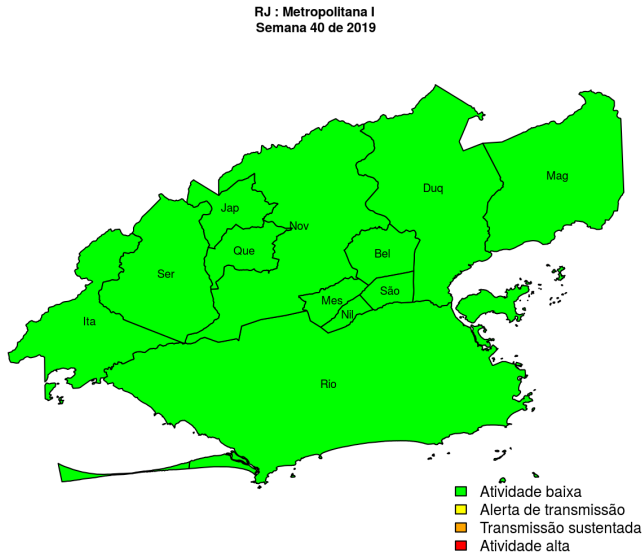 RJ : Metropolitana I
Semana 40 de 2019
Mag
Duq
Jap
Nov
Que
Bel
Ser
São
Mes
Nil
Ita
Rio
Atividade baixa
Alerta de transmissão
Transmissão sustentada
Atividade alta